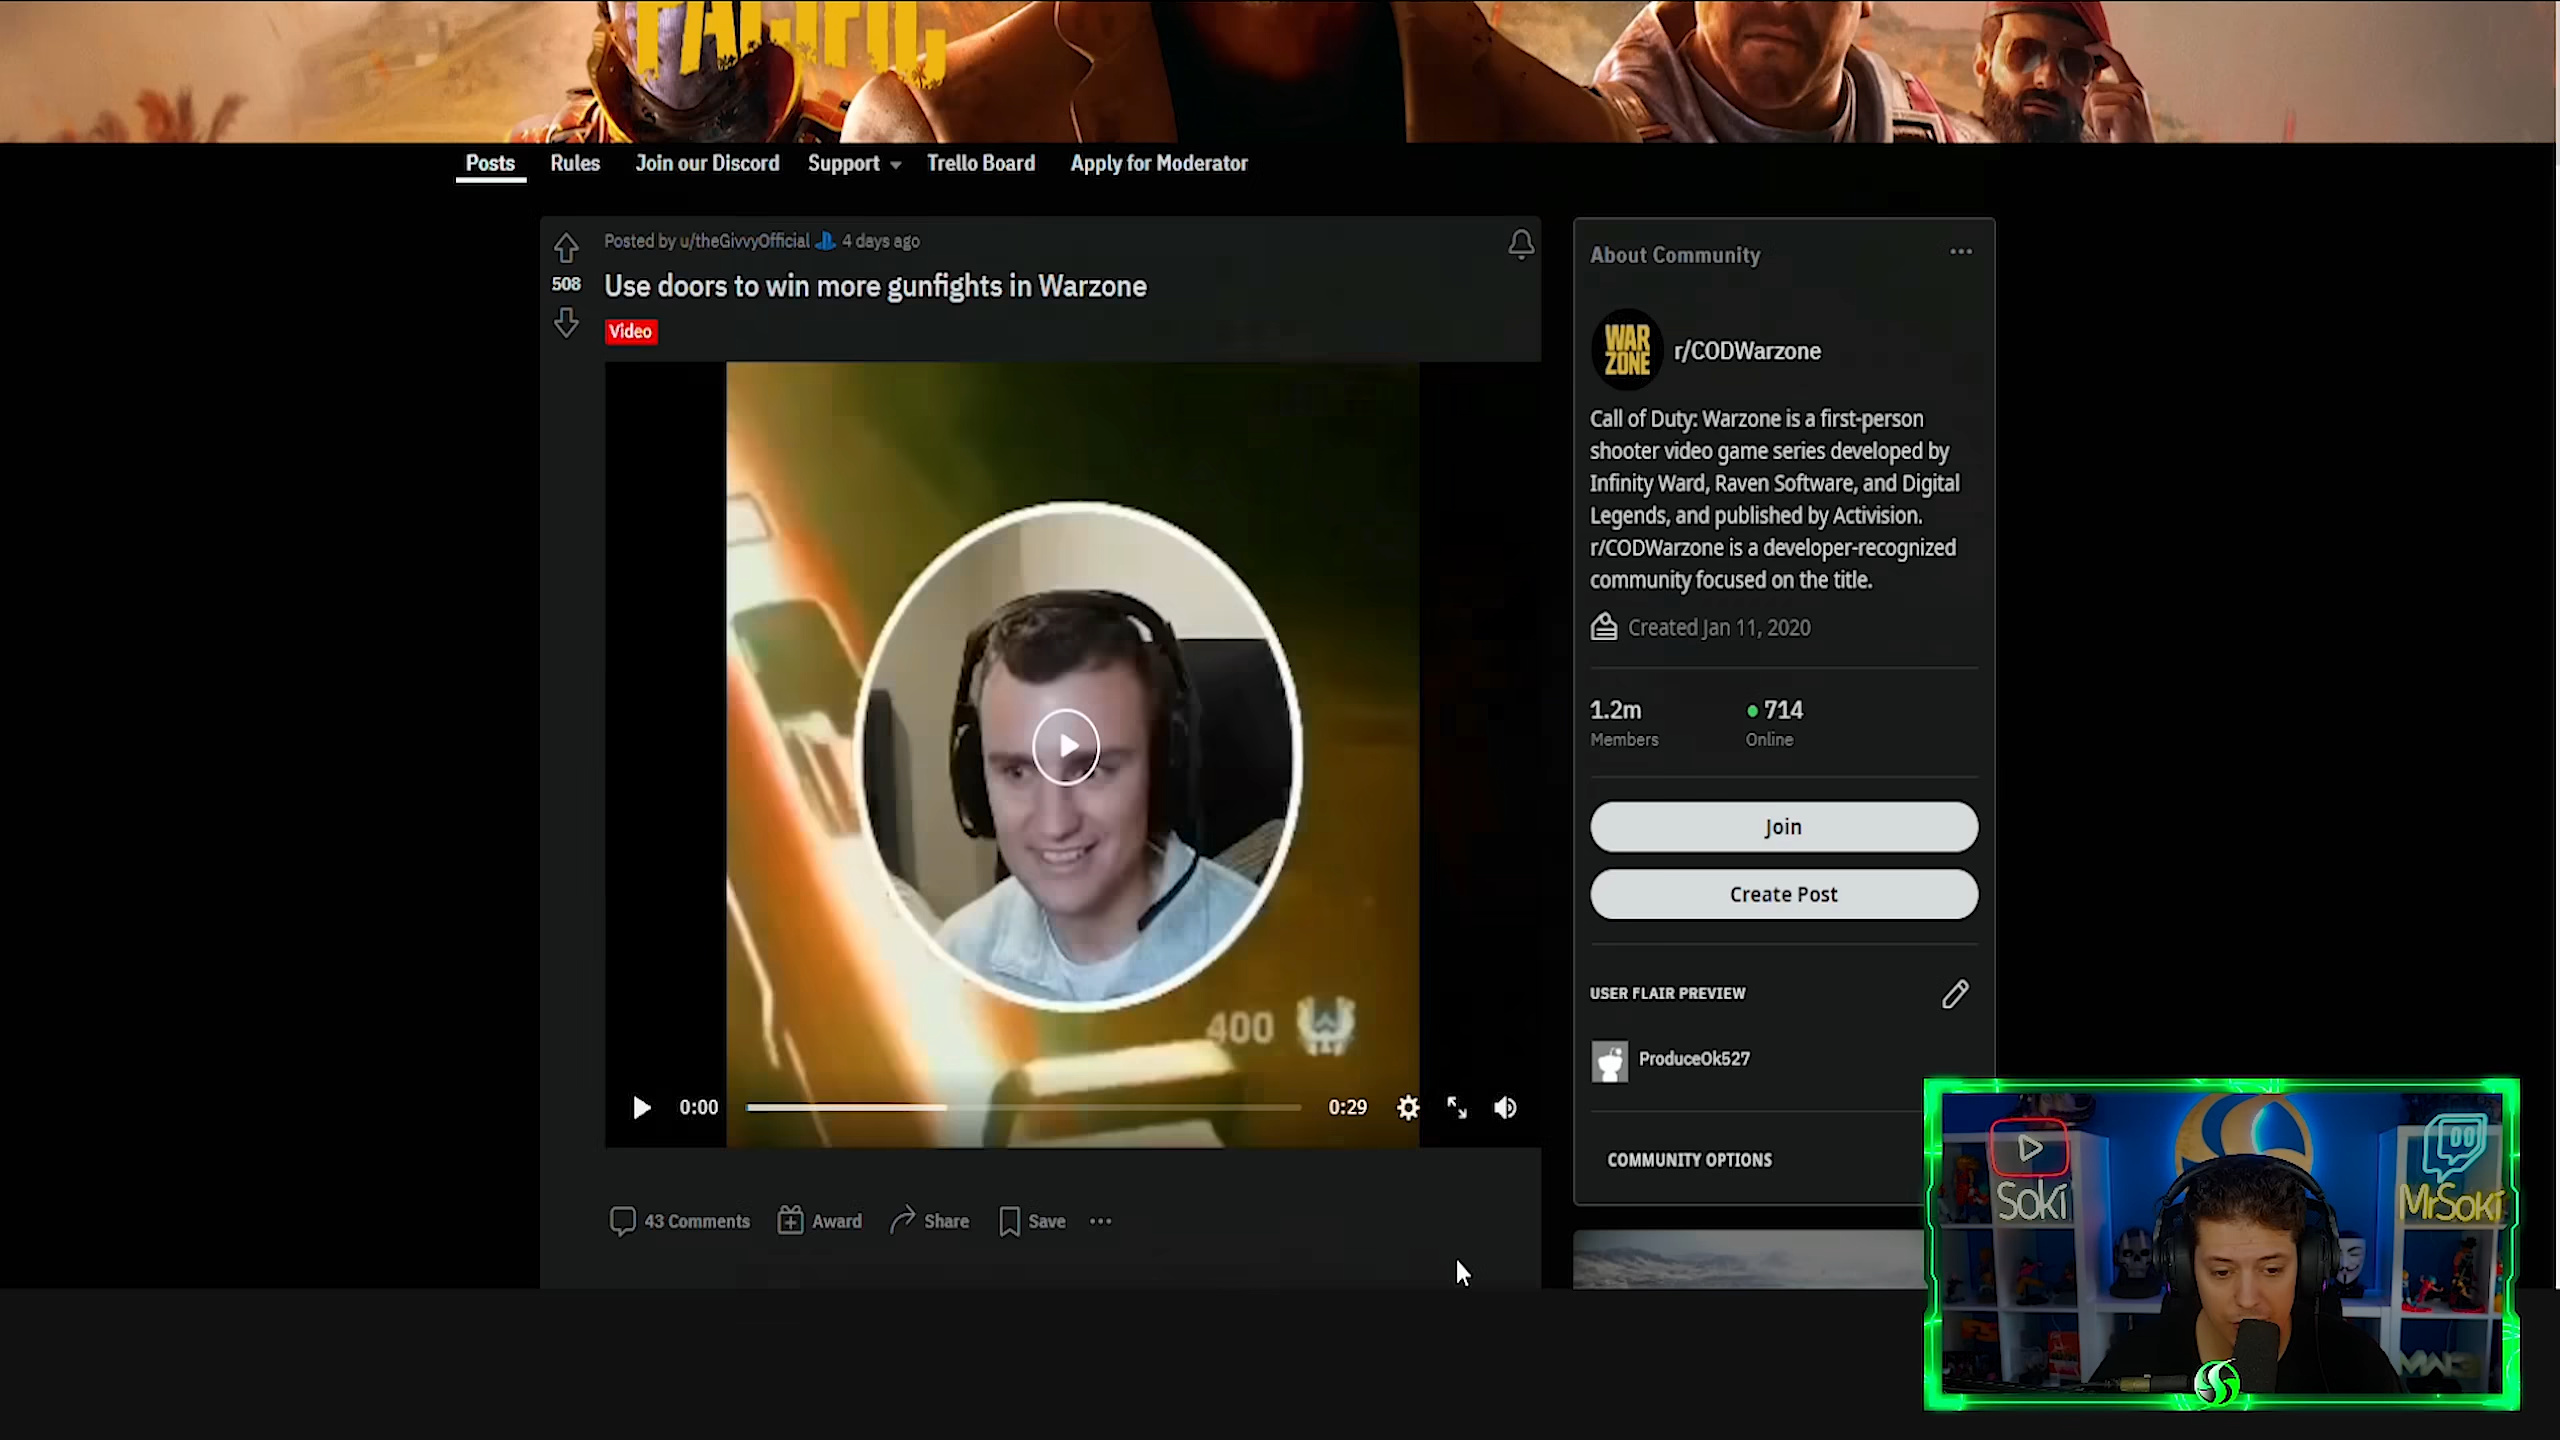 PACIFIC
Posts Rules Join our Discord Support Trello Board Apply for Moderator
Posted by u/theGivvyOfficial 4 days ago
508
Use doors to win more gunfights in Warzone
Video
400
0:00 0:29
43 Comments Award Share Save
About Community
WAR
ZONE
r/CODWarzone
Call of Duty: Warzone is a first-person
shooter video game series developed by
Infinity Ward, Raven Software, and Digital
Legends, and published by Activision.
r/CODWarzone is a developer-recognized
community focused on the title.
Created Jan 11, 2020
1.2m 714
Members Online
Join
Create Post
USER FLAIR PREVIEW
ProduceOk527
COMMUNITY OPTIONS
Soki
MrSoki
MW3